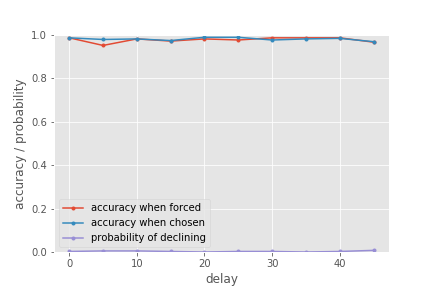 1.0
0.8
0.6
0.4
0.2
0.0
accuracy / probability
accuracy when forced
accuracy when chosen
probability of declining
0 10 20 30 40
delay